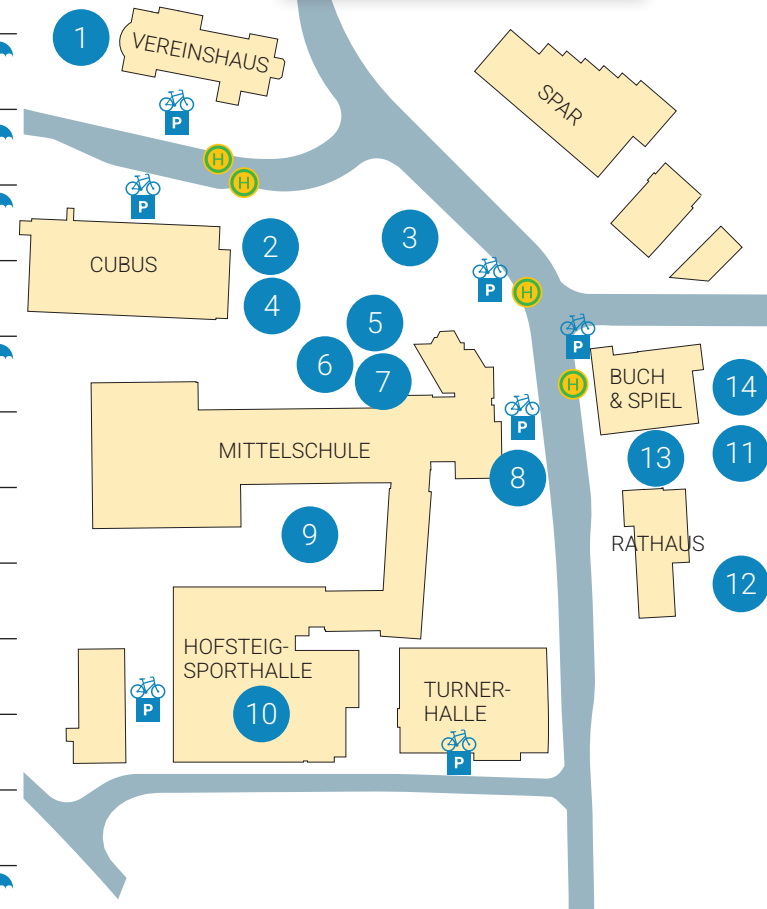 1
VEREINSHAUS
SPAR
P
H
H
P
CUBUS
2
3
4
P
H
5
P
6
7
H
BUCH
& SPIEL
14
P
MITTELSCHULE
8
13
11
9
RATHAUS
12
HOFSTEIG-
SPORTHALLE
TURNER-
HALLE
P
10
P